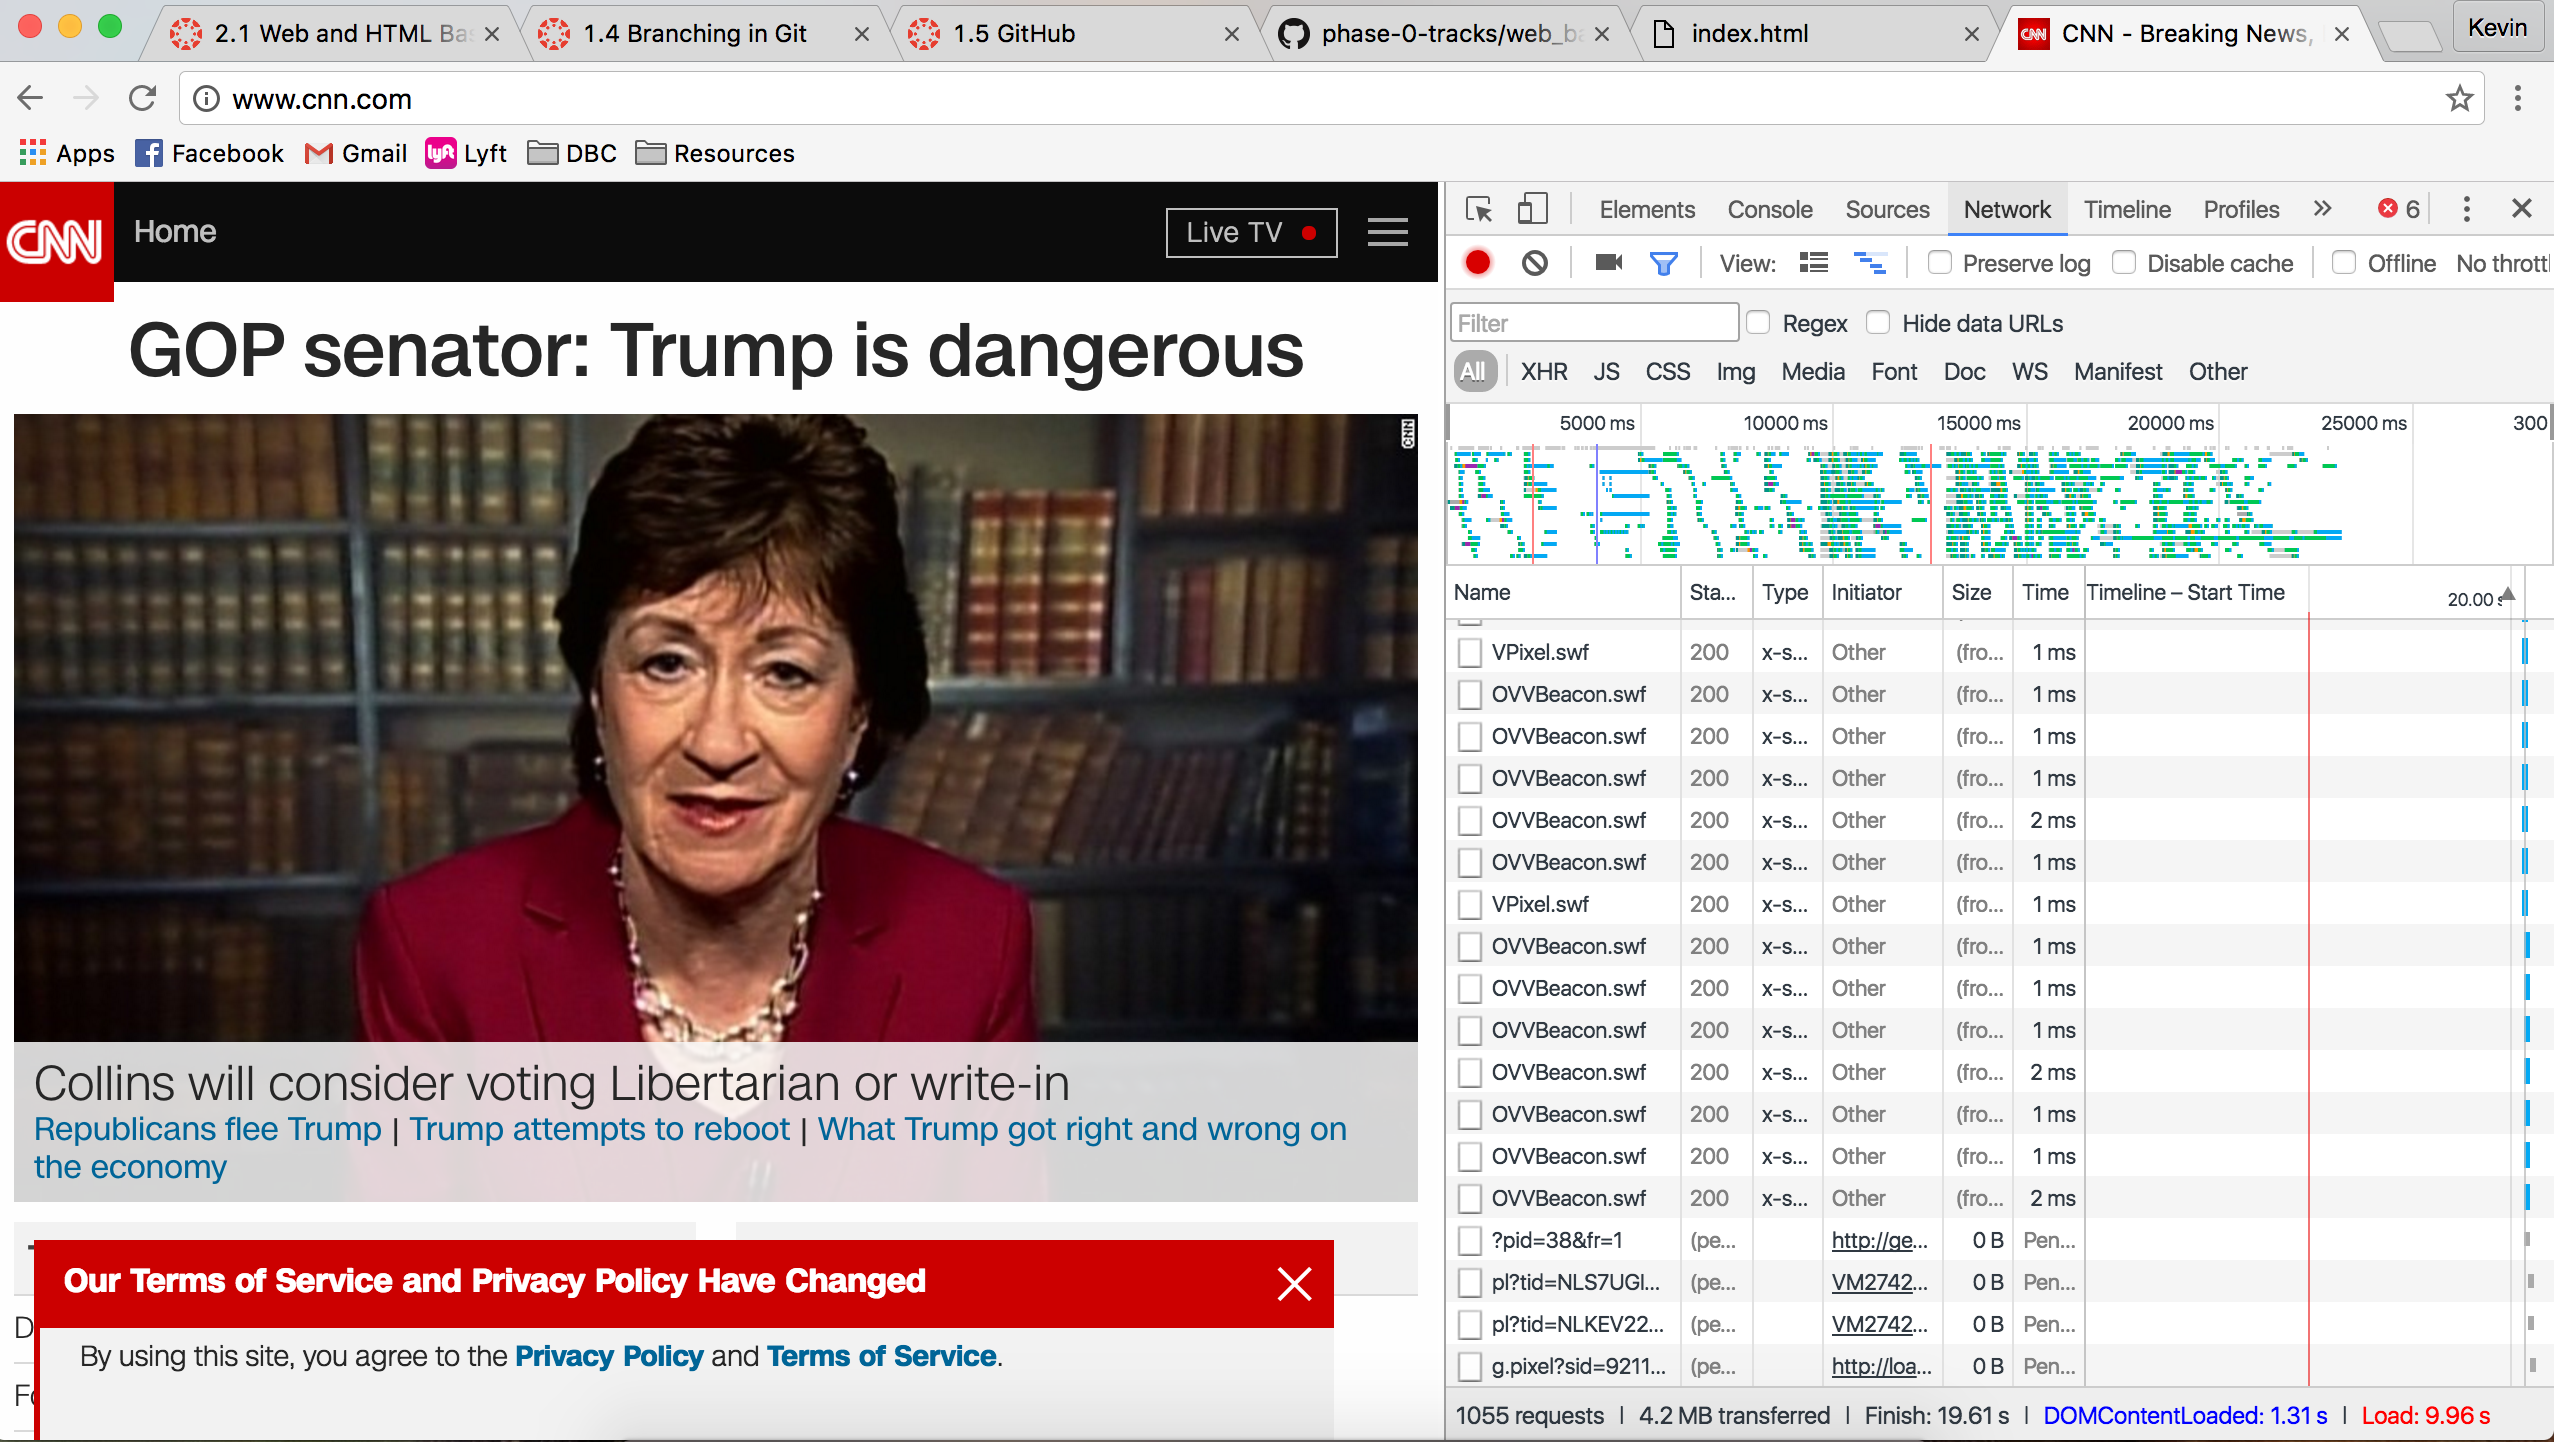 2.1 Web and HTML Bas
1.4 Branching in Git
1.5 GitHub
phase-0-tracks/web_ba
index.html
CNN - Breaking News,
Kevin
www.cnn.com
Apps
Facebook
Gmail
Lyft
DBC
Resources
CNN
Home
Live TV
GOP senator: Trump is dangerous
CNN
Collins will consider voting Libertarian or write-in
Republicans flee Trump | Trump attempts to reboot | What Trump got right and wrong on
the economy
Our Terms of Service and Privacy Policy Have Changed
By using this site, you agree to the Privacy Policy and Terms of Service.
Elements Console Sources Network Timeline Profiles » 6
View: Preserve log Disable cache Offline No thrott
Filter Regex Hide data URLs
All XHR JS CSS Img Media Font Doc WS Manifest Other
5000 ms 10000 ms 15000 ms 20000 ms 25000 ms 300
Name Sta... Type Initiator Size Time Timeline – Start Time 20.00 s
VPixel.swf 200 x-s... Other (fro... 1 ms
OVVBeacon.swf 200 x-s... Other (fro... 1 ms
OVVBeacon.swf 200 x-s... Other (fro... 1 ms
OVVBeacon.swf 200 x-s... Other (fro... 1 ms
OVVBeacon.swf 200 x-s... Other (fro... 2 ms
OVVBeacon.swf 200 x-s... Other (fro... 1 ms
VPixel.swf 200 x-s... Other (fro... 1 ms
OVVBeacon.swf 200 x-s... Other (fro... 1 ms
OVVBeacon.swf 200 x-s... Other (fro... 1 ms
OVVBeacon.swf 200 x-s... Other (fro... 1 ms
OVVBeacon.swf 200 x-s... Other (fro... 2 ms
OVVBeacon.swf 200 x-s... Other (fro... 1 ms
OVVBeacon.swf 200 x-s... Other (fro... 1 ms
OVVBeacon.swf 200 x-s... Other (fro... 2 ms
?pid=38&fr=1 (pe... http://ge... 0 B Pen...
pl?tid=NLS7UGI... (pe... VM2742... 0 B Pen...
pl?tid=NLKEV22... (pe... VM2742... 0 B Pen...
g.pixel?sid=9211... (pe... http://loa... 0 B Pen...
1055 requests | 4.2 MB transferred | Finish: 19.61 s | DOMContentLoaded: 1.31 s | Load: 9.96 s